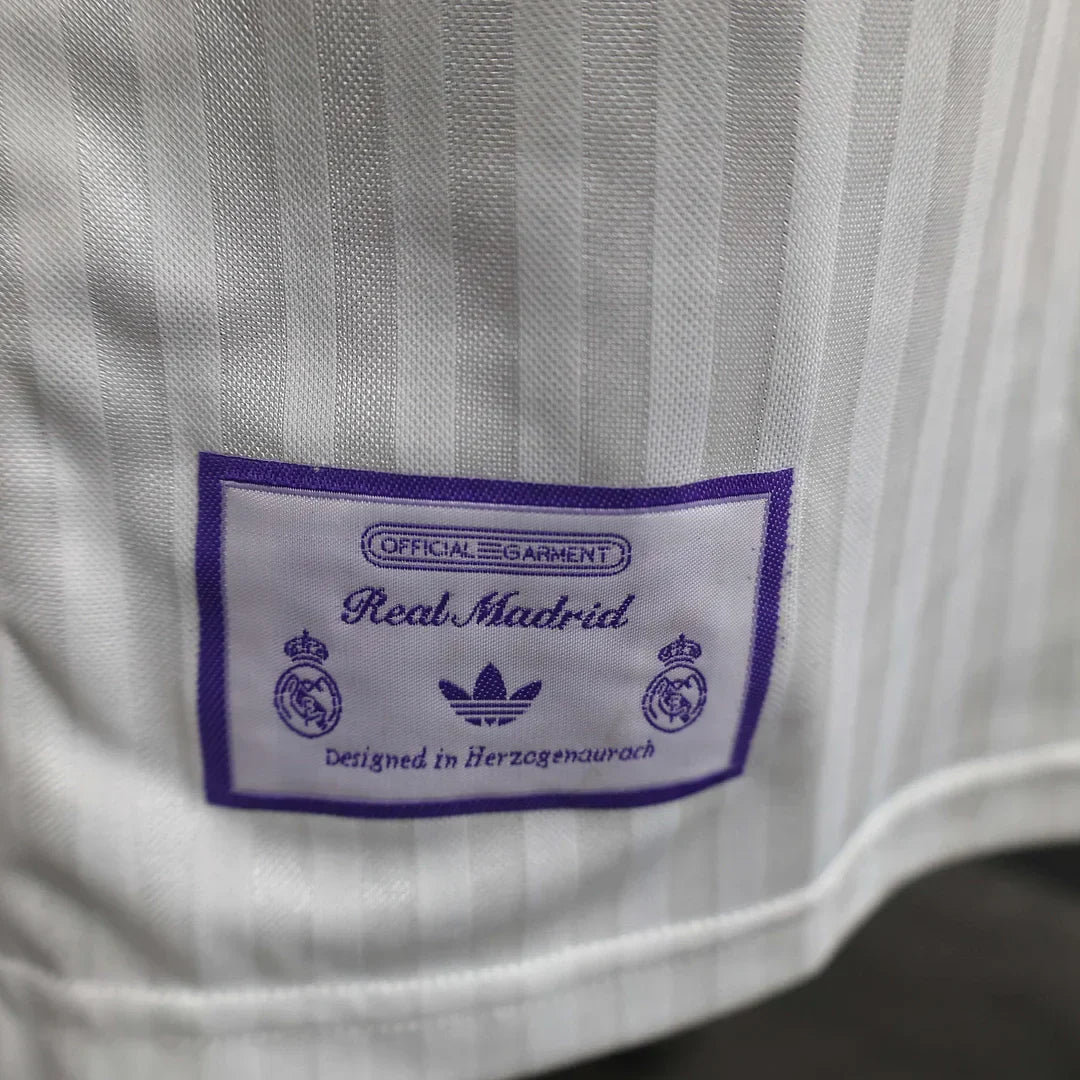 OFFICIAL GARMENT
Real Madrid
Designed in Herzogenaurach